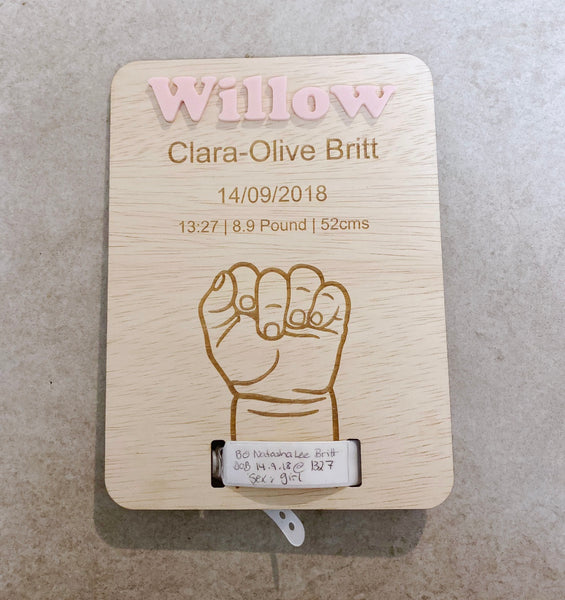 Willow
Clara-Olive Britt
14/09/2018
13:27 | 8.9 Pound | 52cms
BO Natasha Lee Britt
DOB 14.9.18 @ 1327
Sex: girl